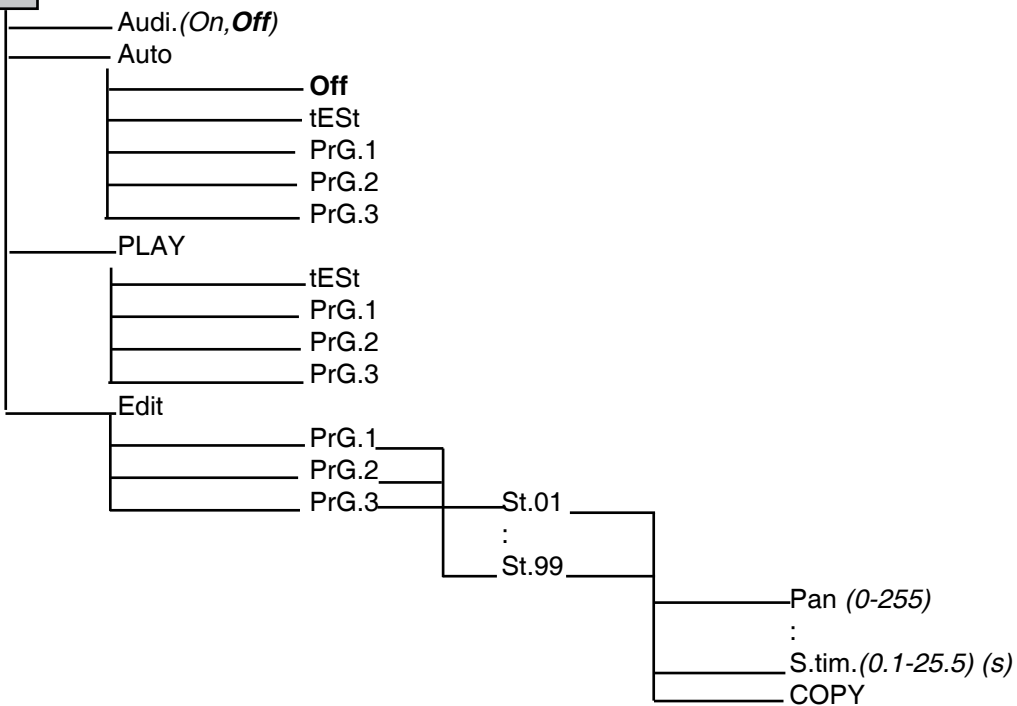 Audi.(On,Off)
Auto
Off
tESt
PrG.1
PrG.2
PrG.3
PLAY
tESt
PrG.1
PrG.2
PrG.3
Edit
PrG.1
PrG.2
PrG.3
St.01
:
St.99
Pan (0-255)
:
S.tim.(0.1-25.5) (s)
COPY